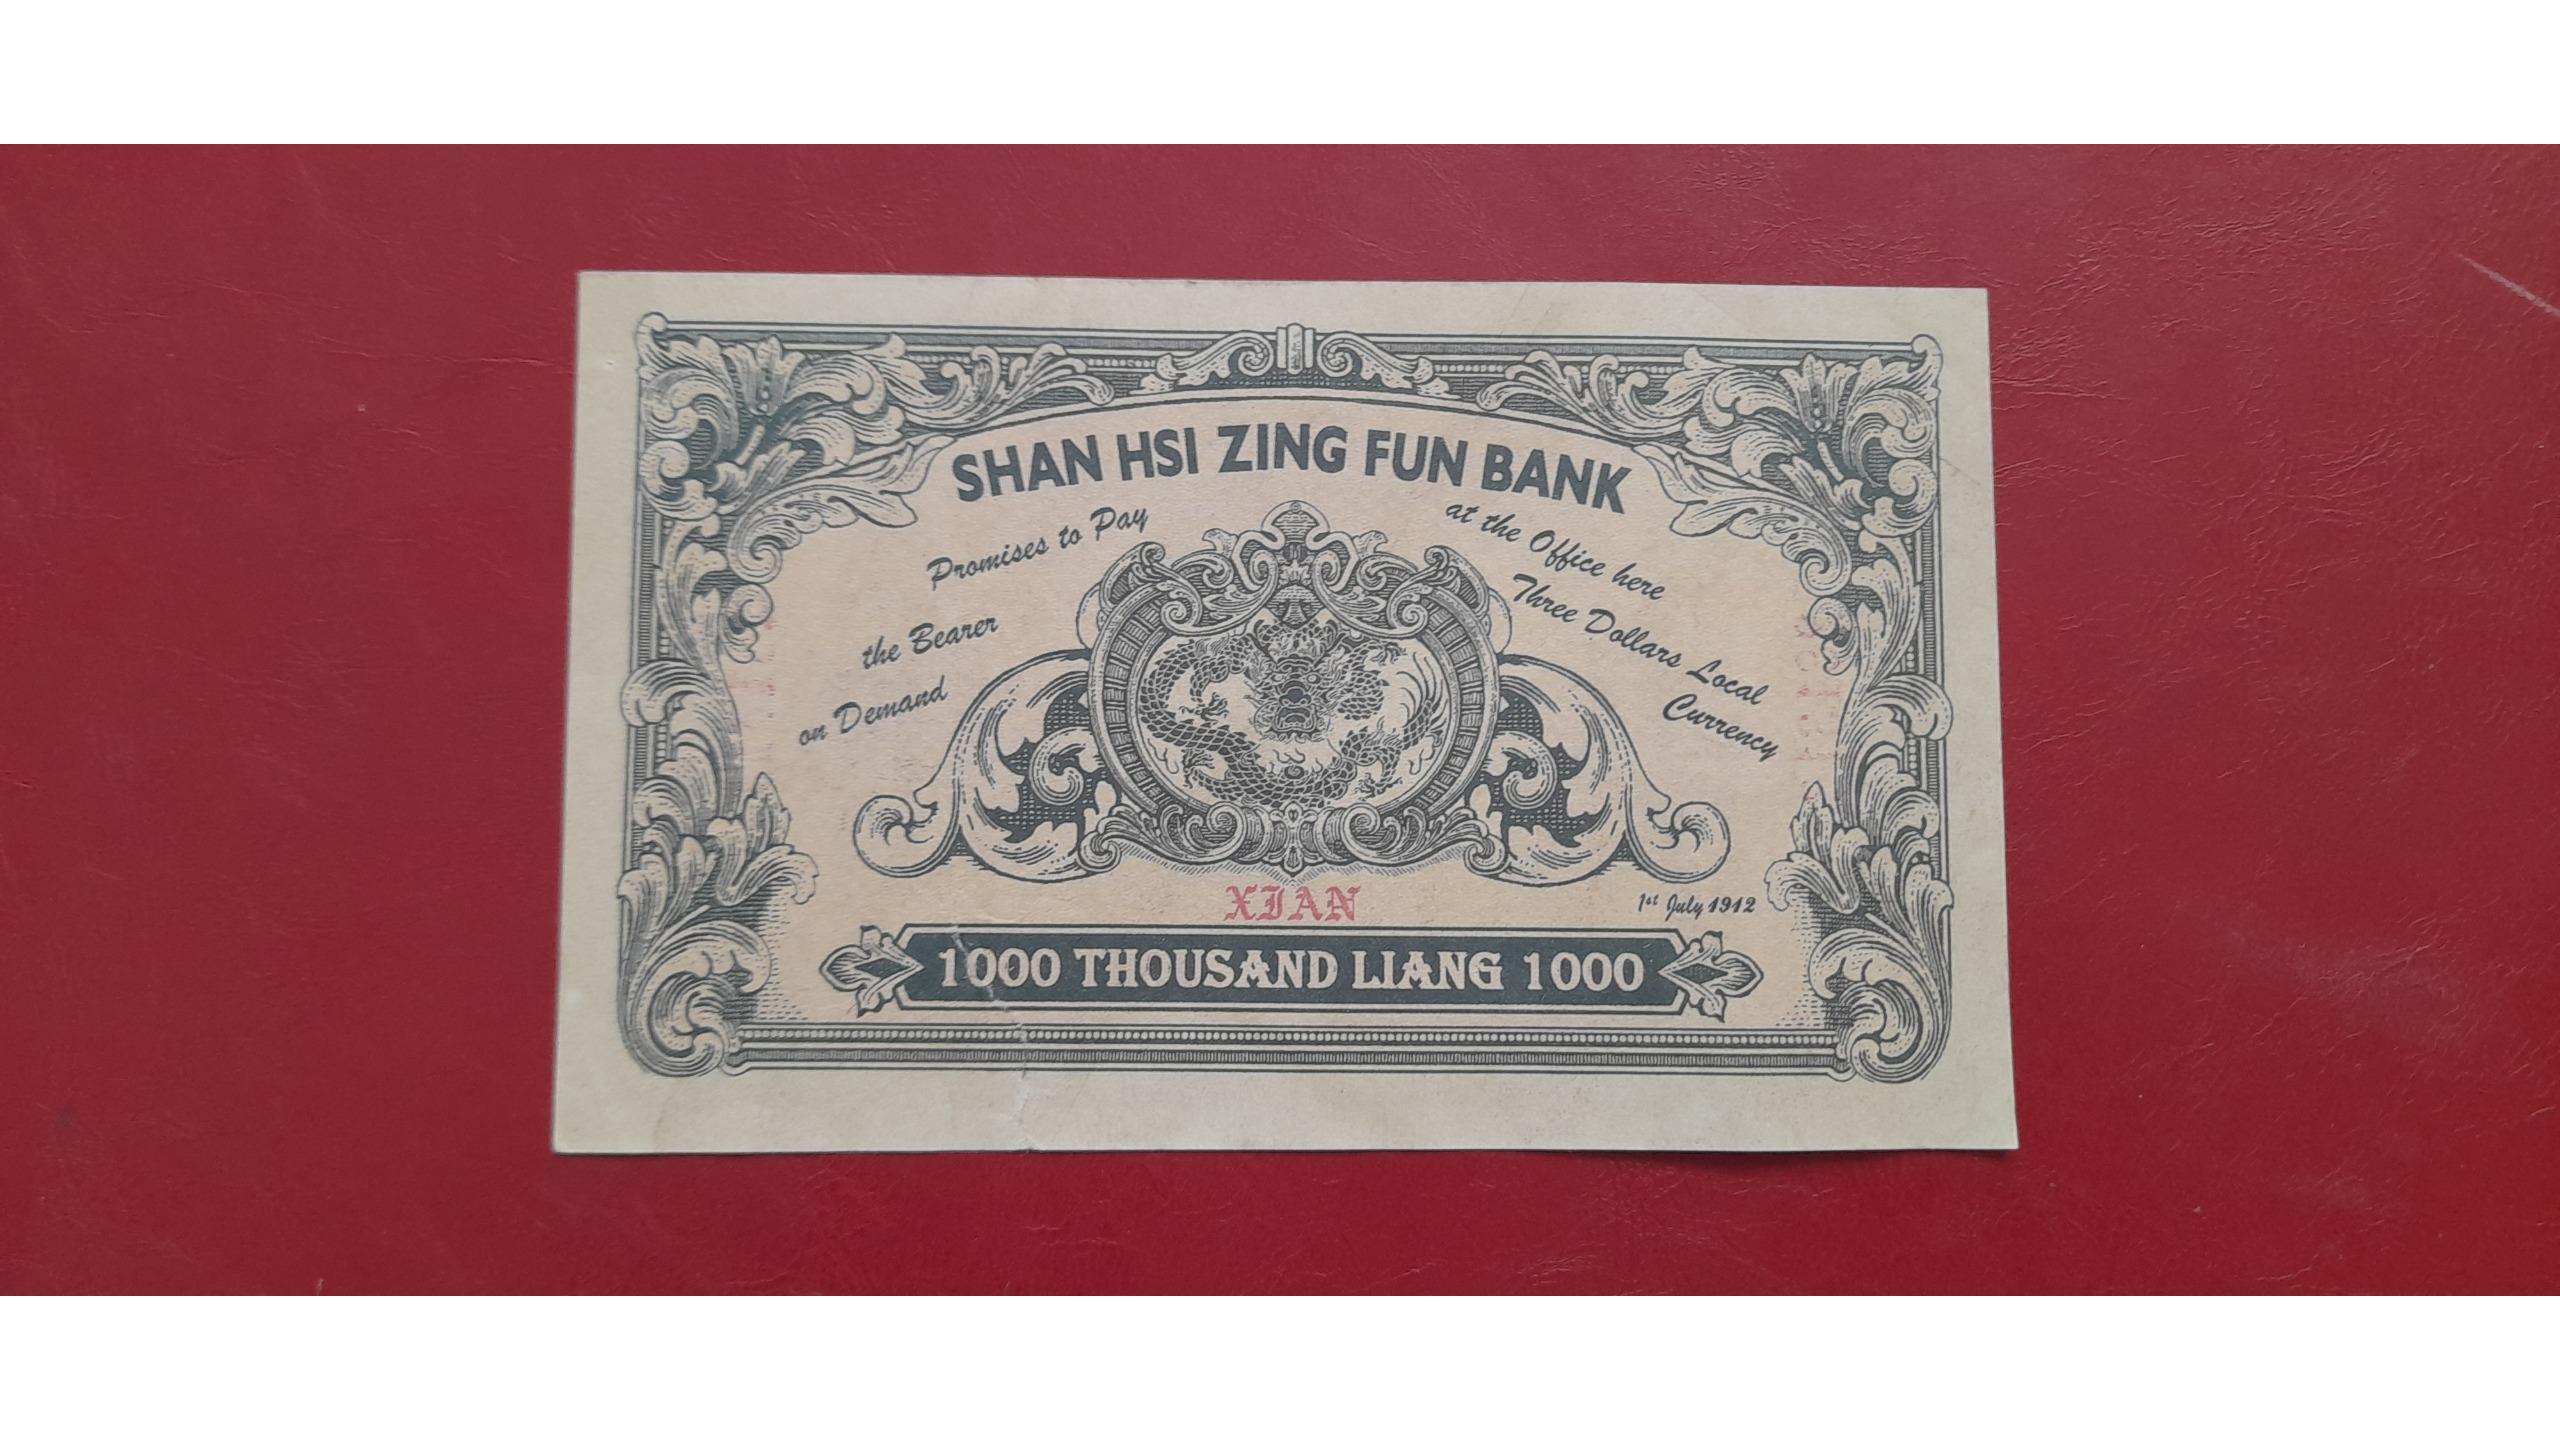 SHAN HSI ZING FUN BANK
Promises to Pay
the Bearer
on Demand
at the Office here
Three Dollars Local
Currency
XIAN
1st July 1912
1000 THOUSAND LIANG 1000